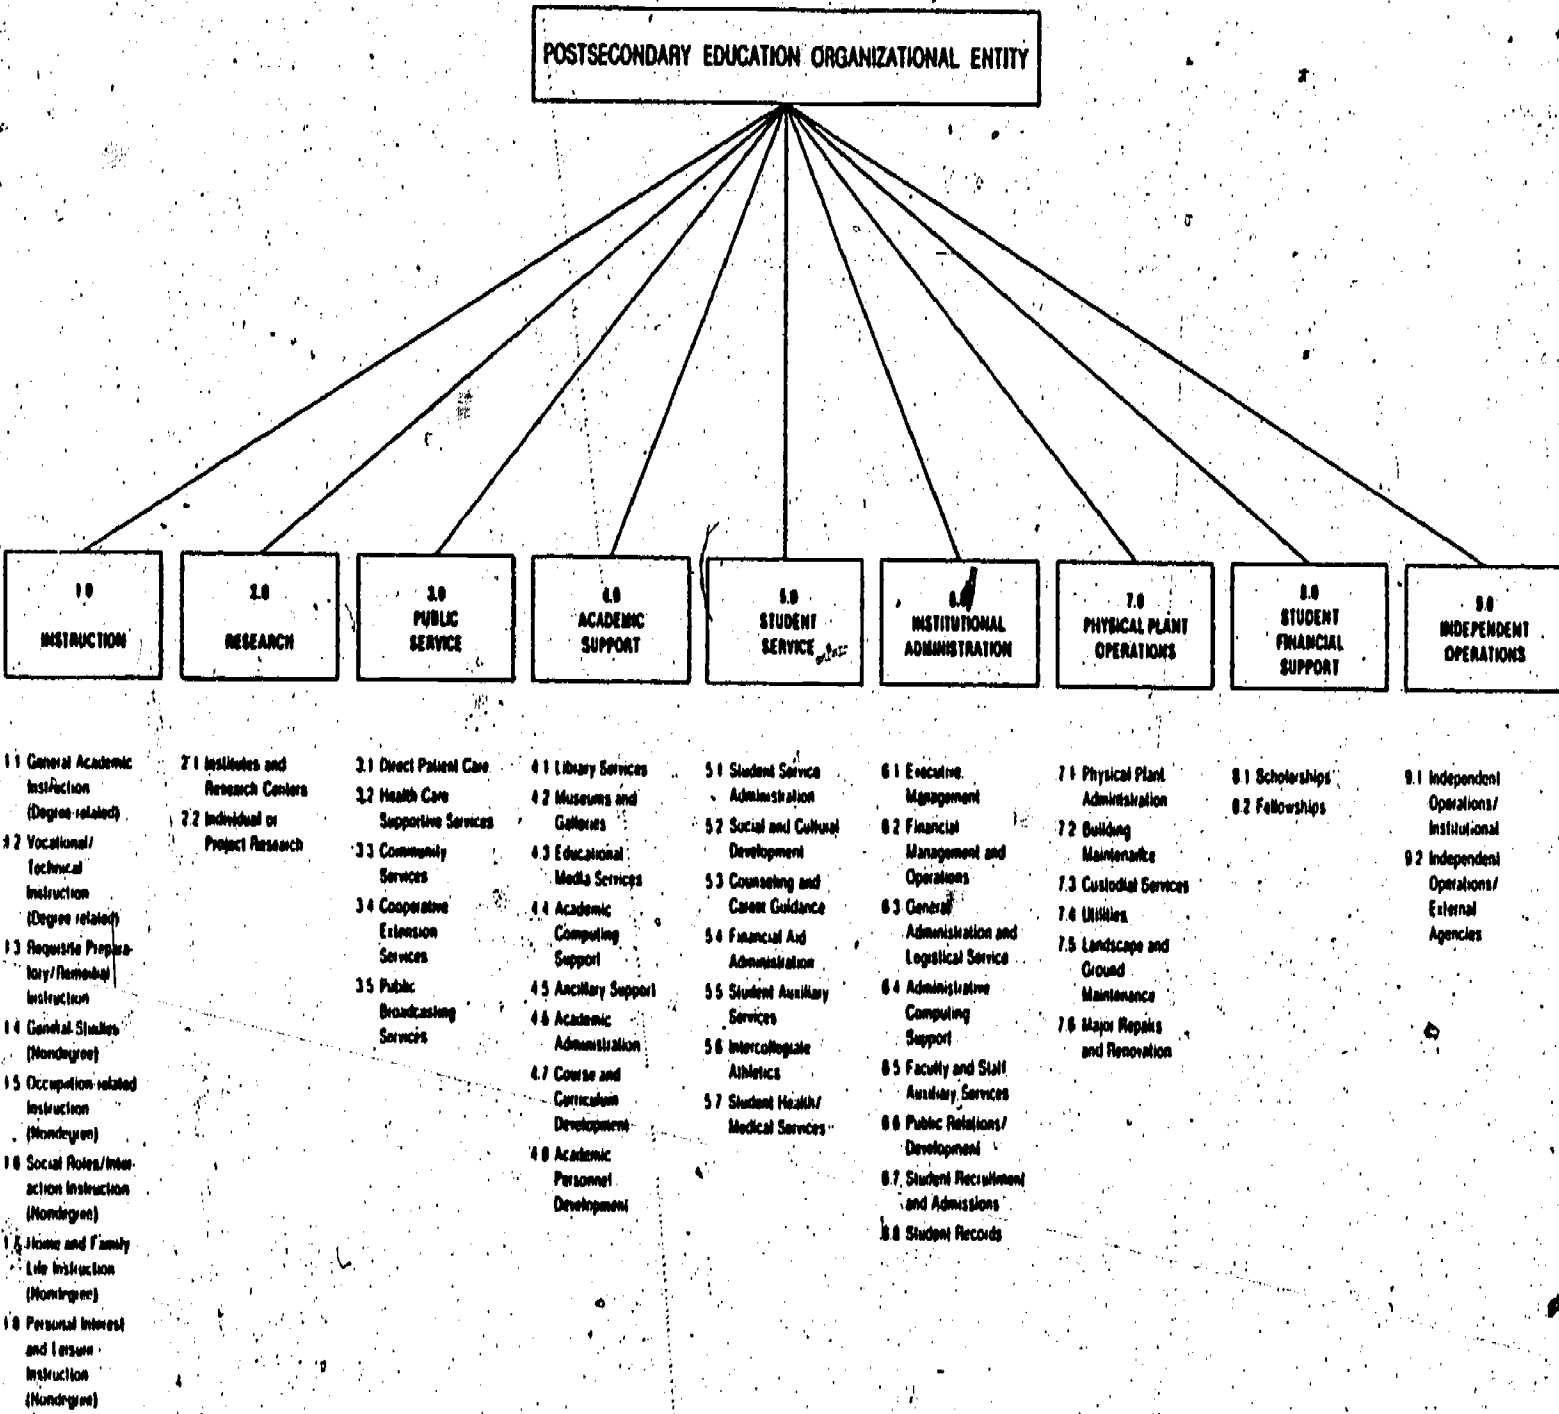 POSTSECONDARY EDUCATION ORGANIZATIONAL ENTITY
1.0
INSTRUCTION
2.0
RESEARCH
3.0
PUBLIC
SERVICE
4.0
ACADEMIC
SUPPORT
5.0
STUDENT
SERVICE
6.0
INSTITUTIONAL
ADMINISTRATION
7.0
PHYSICAL PLANT
OPERATIONS
8.0
STUDENT
FINANCIAL
SUPPORT
9.0
INDEPENDENT
OPERATIONS
1.1 General Academic
Instruction
(Degree-related)
1.2 Vocational/
Technical
Instruction
(Degree related)
1.3 Requisite Prepara-
tory/Remedial
Instruction
1.4 General Studies
(Nondegree)
1.5 Occupation-related
Instruction
(Nondegree)
1.6 Social Roles/Inter-
action Instruction
(Nondegree)
1.7 Home and Family
Life Instruction
(Nondegree)
1.8 Personal Interest
and Leisure
Instruction
(Nondegree)
2.1 Institutes and
Research Centers
2.2 Individual or
Project Research
3.1 Direct Patient Care
3.2 Health Care
Supportive Services
3.3 Community
Services
3.4 Cooperative
Extension
Services
3.5 Public
Broadcasting
Services
4.1 Library Services
4.2 Museums and
Galleries
4.3 Educational
Media Services
4.4 Academic
Computing
Support
4.5 Ancillary Support
4.6 Academic
Administration
4.7 Course and
Curriculum
Development
4.8 Academic
Personnel
Development
5.1 Student Service
Administration
5.2 Social and Cultural
Development
5.3 Counseling and
Career Guidance
5.4 Financial Aid
Administration
5.5 Student Auxiliary
Services
5.6 Intercollegiate
Athletics
5.7 Student Health/
Medical Services
6.1 Executive
Management
6.2 Financial
Management and
Operations
6.3 General
Administration and
Logistical Service
6.4 Administrative
Computing
Support
6.5 Faculty and Staff
Auxiliary Services
6.6 Public Relations/
Development
6.7 Student Recruitment
and Admissions
6.8 Student Records
7.1 Physical Plant
Administration
7.2 Building
Maintenance
7.3 Custodial Services
7.4 Utilities
7.5 Landscape and
Ground
Maintenance
7.6 Major Repairs
and Renovation
8.1 Scholarships
8.2 Fellowships
9.1 Independent
Operations/
Institutional
9.2 Independent
Operations/
External
Agencies